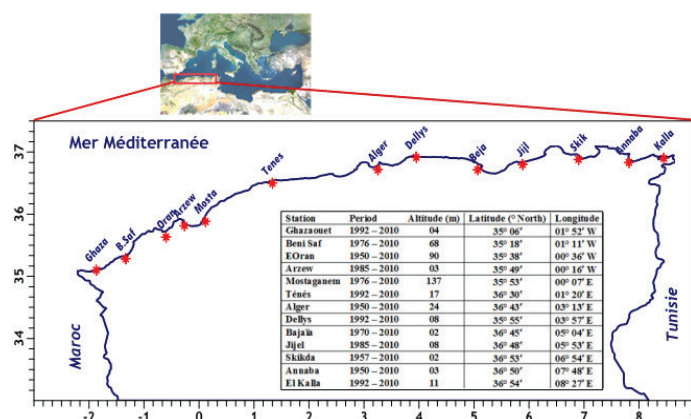 Mer Méditerranée
Ghaza
B.Saf
Oran
Arzew
Mosta
Tenes
Alger
Dellys
Beja
Jijl
Skik
Annaba
Kalla
Maroc
Tunisie
37
36
35
34
-2 -1 0 1 2 3 4 5 6 7 8
Station Period Altitude (m) Latitude (° North) Longitude
Ghazaouet 1992–2010 04 35° 06' 01° 52' W
Beni Saf 1976–2010 68 35° 18' 01° 11' W
EOran 1950–2010 90 35° 38' 00° 36' W
Arzew 1985–2010 03 35° 49' 00° 16' W
Mostaganem 1976–2010 137 35° 53' 00° 07' E
Ténés 1992–2010 17 36° 30' 01° 20' E
Alger 1950–2010 24 36° 43' 03° 13' E
Dellys 1992–2010 08 35° 55' 03° 57' E
Bajaïa 1970–2010 02 36° 45' 05° 04' E
Jijel 1985–2010 08 36° 48' 05° 53' E
Skikda 1957–2010 02 36° 53' 06° 54' E
Annaba 1950–2010 03 36° 50' 07° 48' E
El Kalla 1992–2010 11 36° 54' 08° 27' E